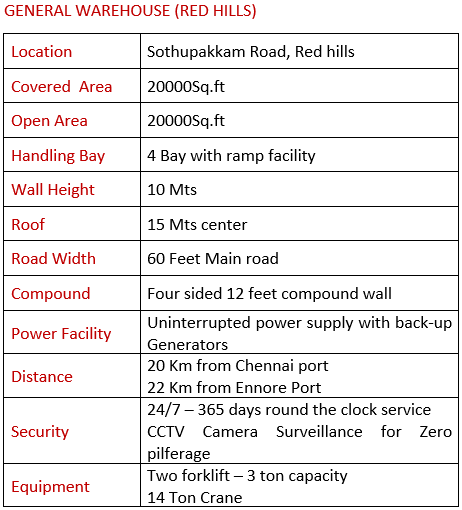 GENERAL WAREHOUSE (RED HILLS)
Location Sothupakkam Road, Red hills
Covered Area 20000Sq.ft
Open Area 20000Sq.ft
Handling Bay 4 Bay with ramp facility
Wall Height 10 Mts
Roof 15 Mts center
Road Width 60 Feet Main road
Compound Four sided 12 feet compound wall
Power Facility Uninterrupted power supply with back-up
Generators
Distance 20 Km from Chennai port
22 Km from Ennore Port
Security 24/7 – 365 days round the clock service
CCTV Camera Surveillance for Zero
pilferage
Equipment Two forklift – 3 ton capacity
14 Ton Crane